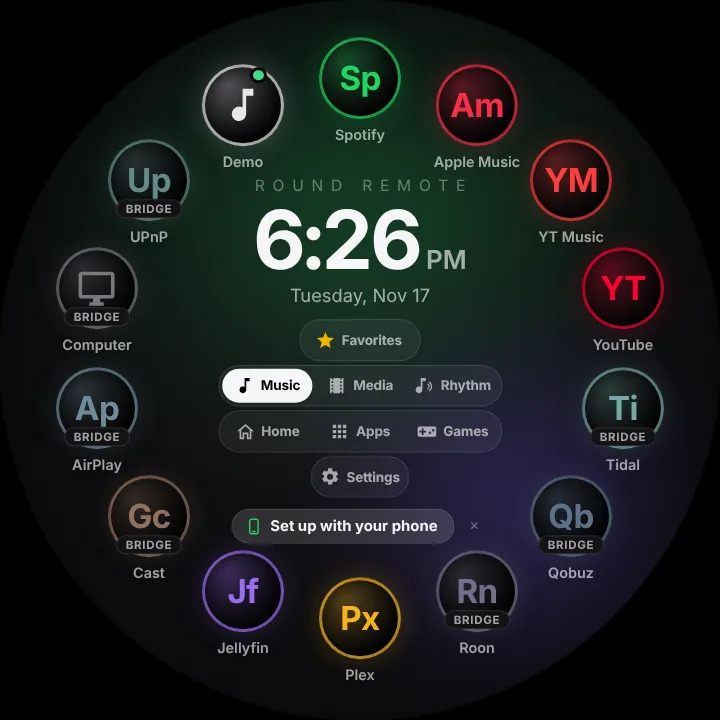 Sp
Spotify
Am
Apple Music
Demo
YM
YT Music
Up
BRIDGE
UPnP
ROUND REMOTE
6:26 PM
Tuesday, Nov 17
BRIDGE
Computer
YT
YouTube
Favorites
Music Media Rhythm
Home Apps Games
Settings
Ap
BRIDGE
AirPlay
Ti
BRIDGE
Tidal
Gc
BRIDGE
Cast
Qb
BRIDGE
Qobuz
Set up with your phone ×
Jf
Jellyfin
Px
Plex
Rn
BRIDGE
Roon